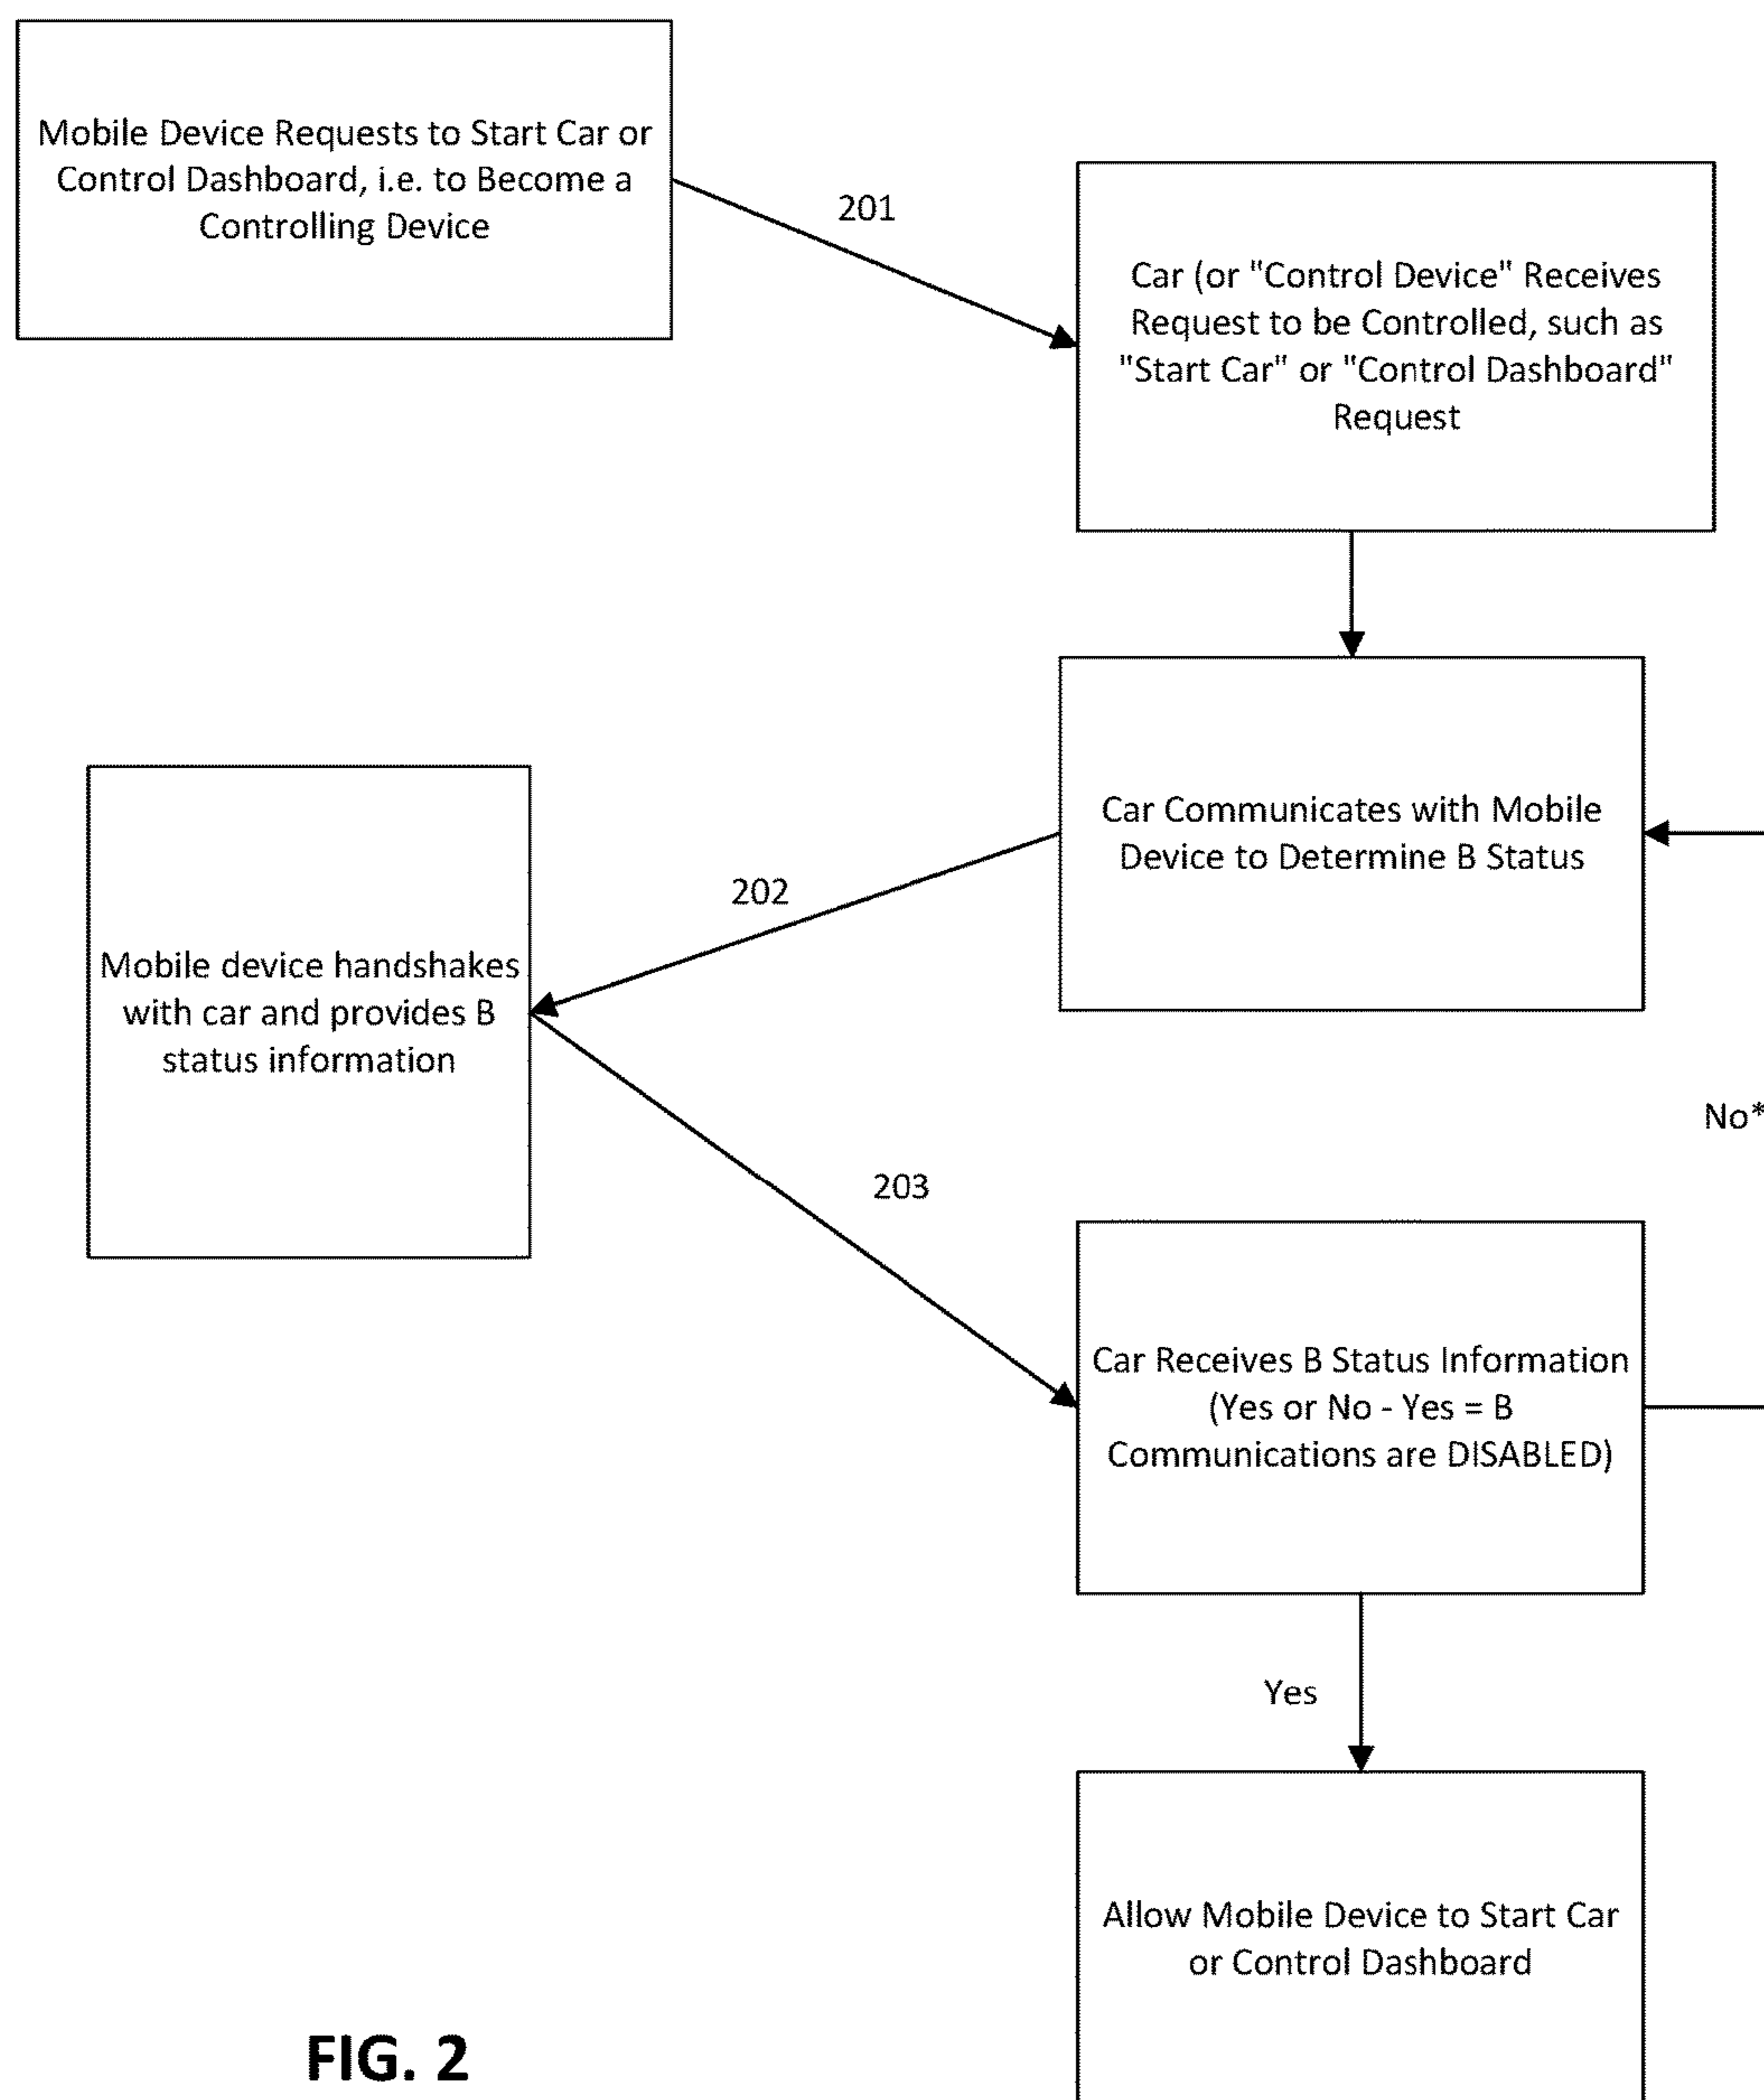 Mobile Device Requests to Start Car or
Control Dashboard, i.e. to Become a
Controlling Device
201
Car (or "Control Device" Receives
Request to be Controlled, such as
"Start Car" or "Control Dashboard"
Request
Car Communicates with Mobile
Device to Determine B Status
202
Mobile device handshakes
with car and provides B
status information
No*
203
Car Receives B Status Information
(Yes or No - Yes = B
Communications are DISABLED)
Yes
Allow Mobile Device to Start Car
or Control Dashboard
FIG. 2